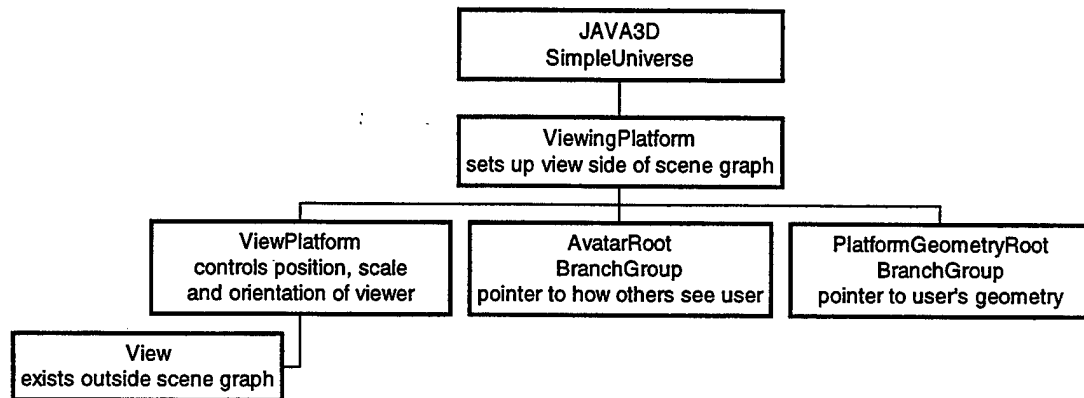 JAVA3D
SimpleUniverse
ViewingPlatform
sets up view side of scene graph
ViewPlatform
controls position, scale
and orientation of viewer
AvatarRoot
BranchGroup
pointer to how others see user
PlatformGeometryRoot
BranchGroup
pointer to user's geometry
View
exists outside scene graph